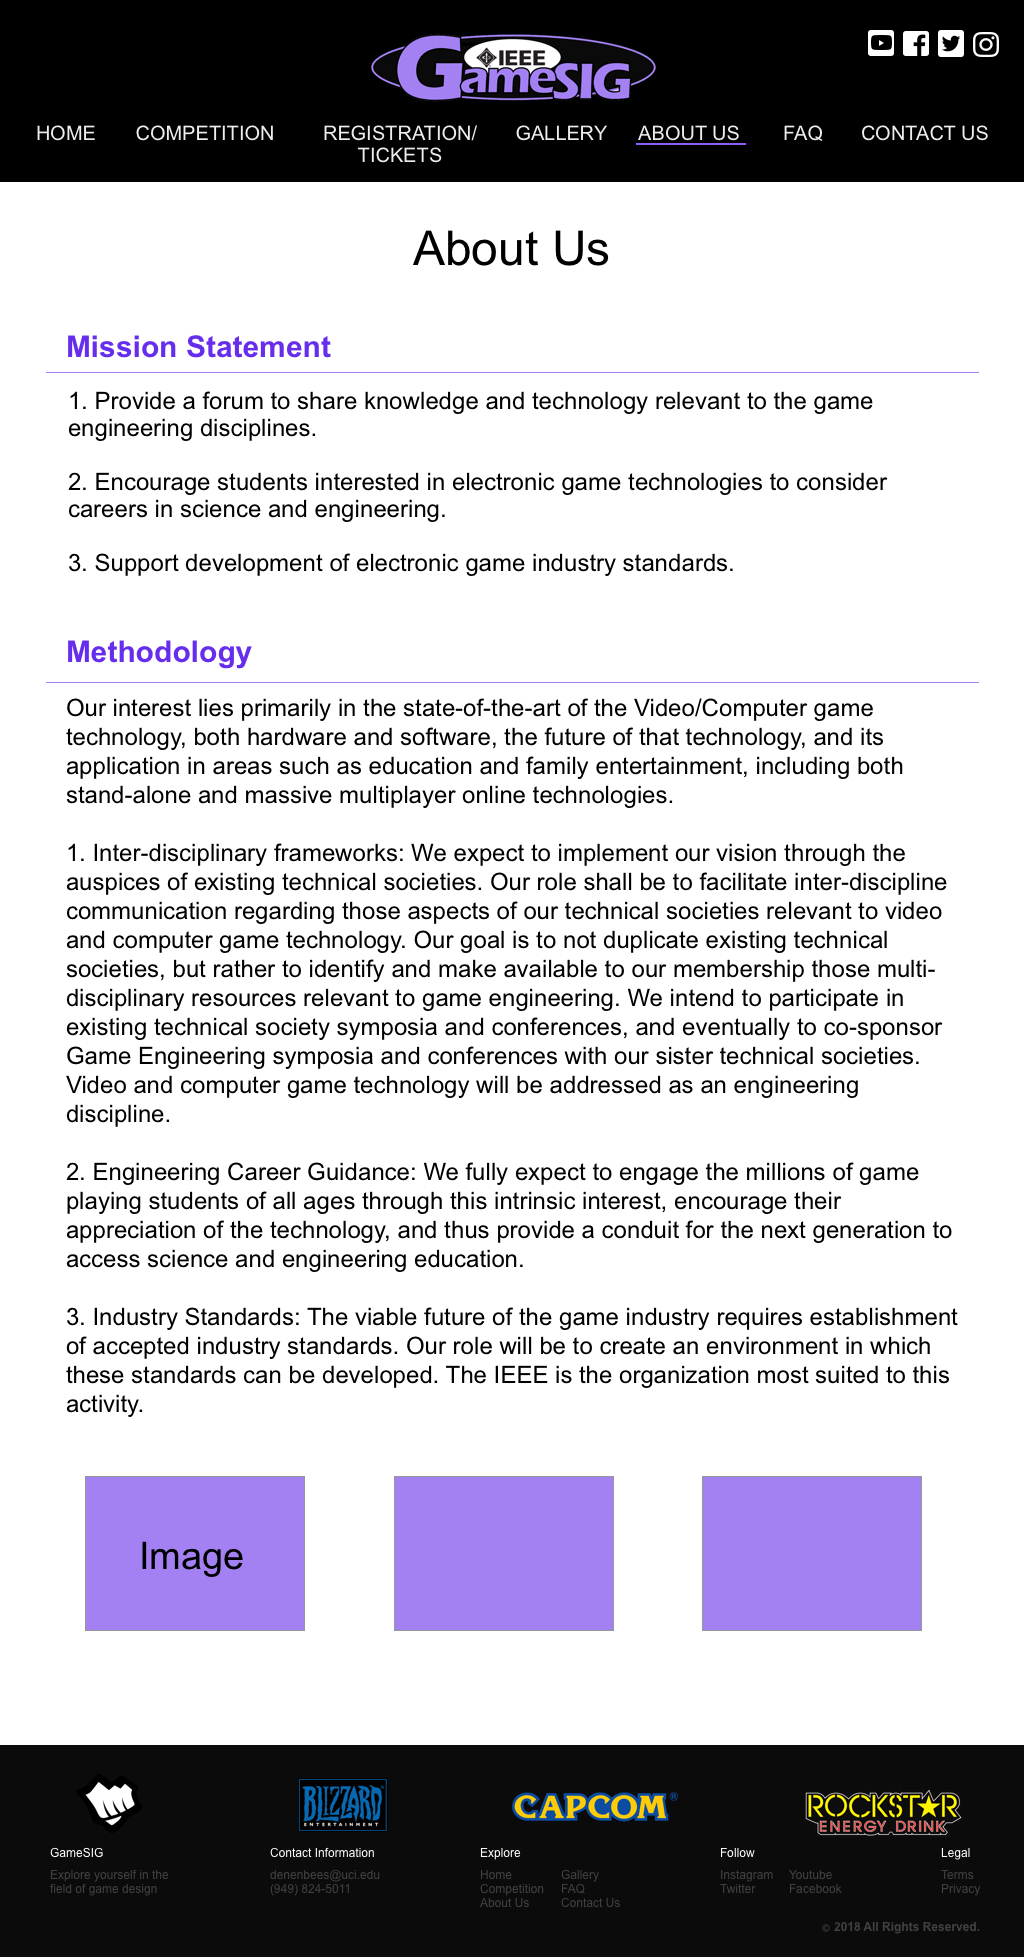 IEEE
GameSIG
HOME COMPETITION REGISTRATION/ GALLERY ABOUT US FAQ CONTACT US
TICKETS
About Us
Mission Statement
1. Provide a forum to share knowledge and technology relevant to the game
engineering disciplines.
2. Encourage students interested in electronic game technologies to consider
careers in science and engineering.
3. Support development of electronic game industry standards.
Methodology
Our interest lies primarily in the state-of-the-art of the Video/Computer game
technology, both hardware and software, the future of that technology, and its
application in areas such as education and family entertainment, including both
stand-alone and massive multiplayer online technologies.
1. Inter-disciplinary frameworks: We expect to implement our vision through the
auspices of existing technical societies. Our role shall be to facilitate inter-discipline
communication regarding those aspects of our technical societies relevant to video
and computer game technology. Our goal is to not duplicate existing technical
societies, but rather to identify and make available to our membership those multi-
disciplinary resources relevant to game engineering. We intend to participate in
existing technical society symposia and conferences, and eventually to co-sponsor
Game Engineering symposia and conferences with our sister technical societies.
Video and computer game technology will be addressed as an engineering
discipline.
2. Engineering Career Guidance: We fully expect to engage the millions of game
playing students of all ages through this intrinsic interest, encourage their
appreciation of the technology, and thus provide a conduit for the next generation to
access science and engineering education.
3. Industry Standards: The viable future of the game industry requires establishment
of accepted industry standards. Our role will be to create an environment in which
these standards can be developed. The IEEE is the organization most suited to this
activity.
Image
BLIZZARD
ENTERTAINMENT
CAPCOM®
ROCKSTAR
ENERGY DRINK
GameSIG Contact Information Explore Follow Legal
Explore yourself in the denenbees@uci.edu Home Gallery Instagram Youtube Terms
field of game design (949) 824-5011 Competition FAQ Twitter Facebook Privacy
About Us Contact Us
© 2018 All Rights Reserved.